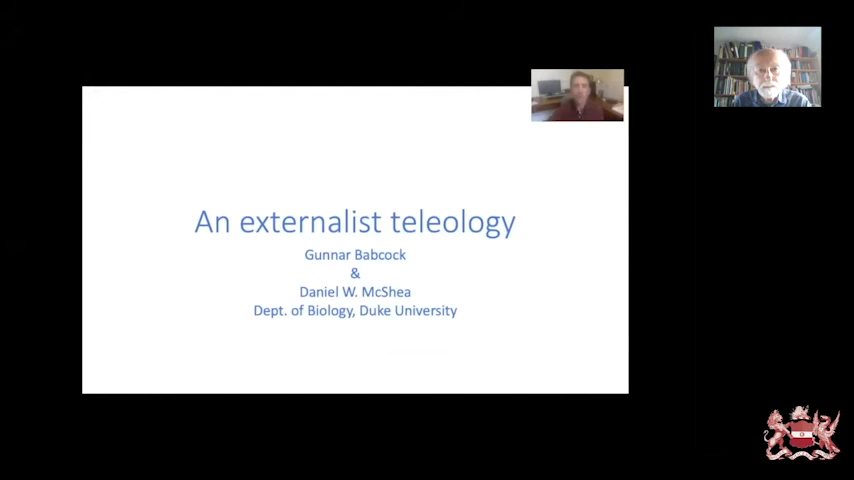 An externalist teleology
Gunnar Babcock
&
Daniel W. McShea
Dept. of Biology, Duke University